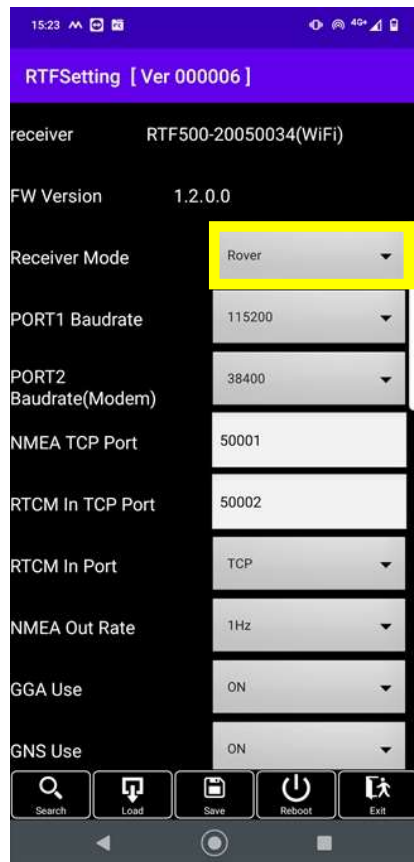 15:23 4G+
RTFSetting [ Ver 000006 ]
receiver RTF500-20050034(WiFi)
FW Version 1.2.0.0
Receiver Mode Rover
PORT1 Baudrate 115200
PORT2
Baudrate(Modem) 38400
NMEA TCP Port 50001
RTCM In TCP Port 50002
RTCM In Port TCP
NMEA Out Rate 1Hz
GGA Use ON
GNS Use ON
Search Load Save Reboot Exit